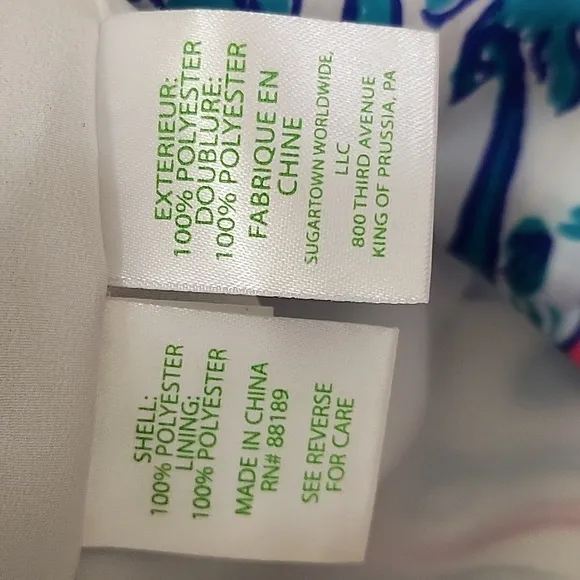 EXTERIEUR:
100% POLYESTER
DOUBLURE:
100% POLYESTER
FABRIQUE EN
CHINE
SUGARTOWN WORLDWIDE,
LLC
800 THIRD AVENUE
KING OF PRUSSIA, PA
SHELL:
100% POLYESTER
LINING:
100% POLYESTER
MADE IN CHINA
RN# 88189
SEE REVERSE
FOR CARE